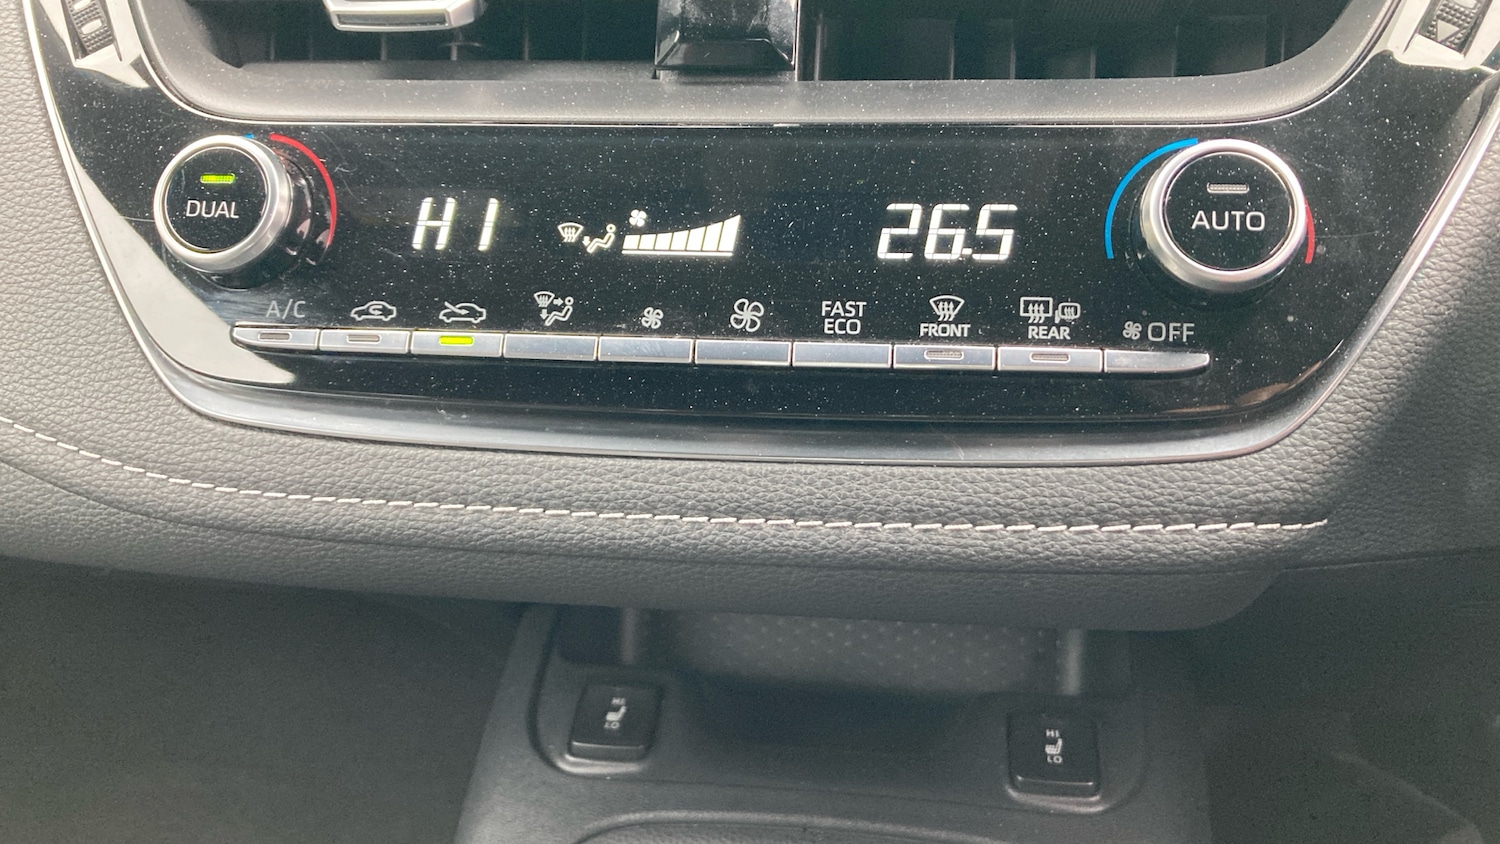 DUAL
HI
26.5
AUTO
A/C
FAST
ECO
FRONT
REAR
OFF
HI
LO
HI
LO